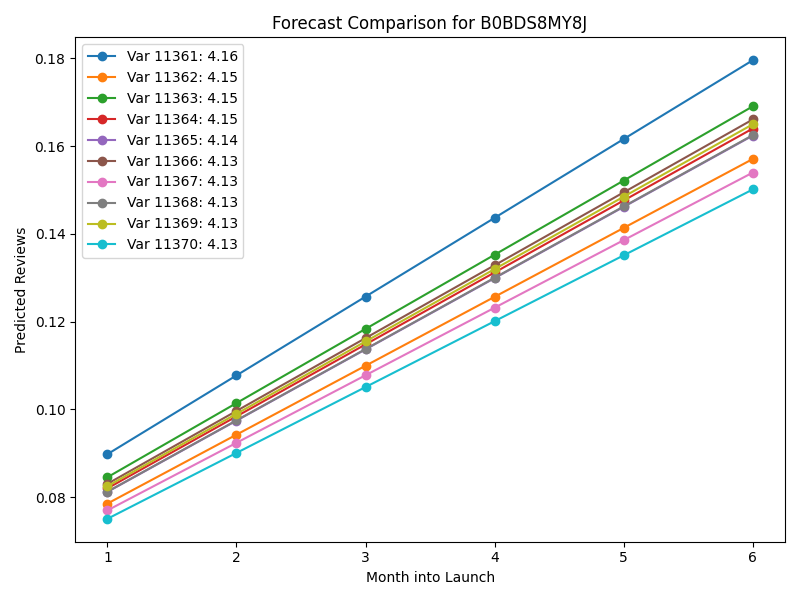 Forecast Comparison for B0BDS8MY8J
Var 11361: 4.16
Var 11362: 4.15
Var 11363: 4.15
Var 11364: 4.15
Var 11365: 4.14
Var 11366: 4.13
Var 11367: 4.13
Var 11368: 4.13
Var 11369: 4.13
Var 11370: 4.13
Predicted Reviews
0.18
0.16
0.14
0.12
0.10
0.08
1 2 3 4 5 6
Month into Launch